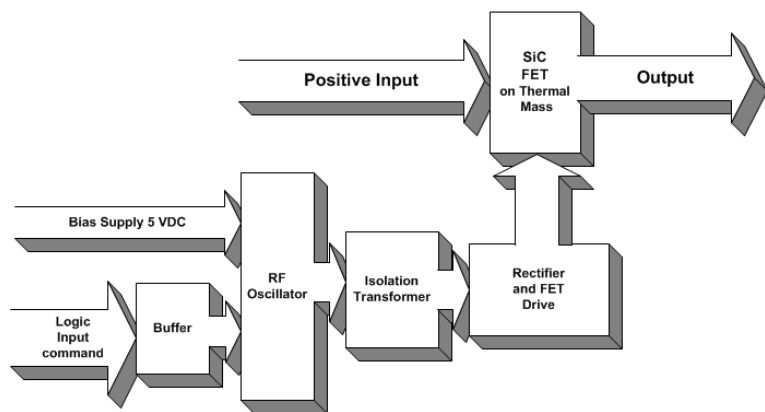 SiC
FET
on Thermal
Mass
Positive Input
Output
Bias Supply 5 VDC
RF
Oscillator
Isolation
Transformer
Rectifier
and FET
Drive
Logic
Input
command
Buffer